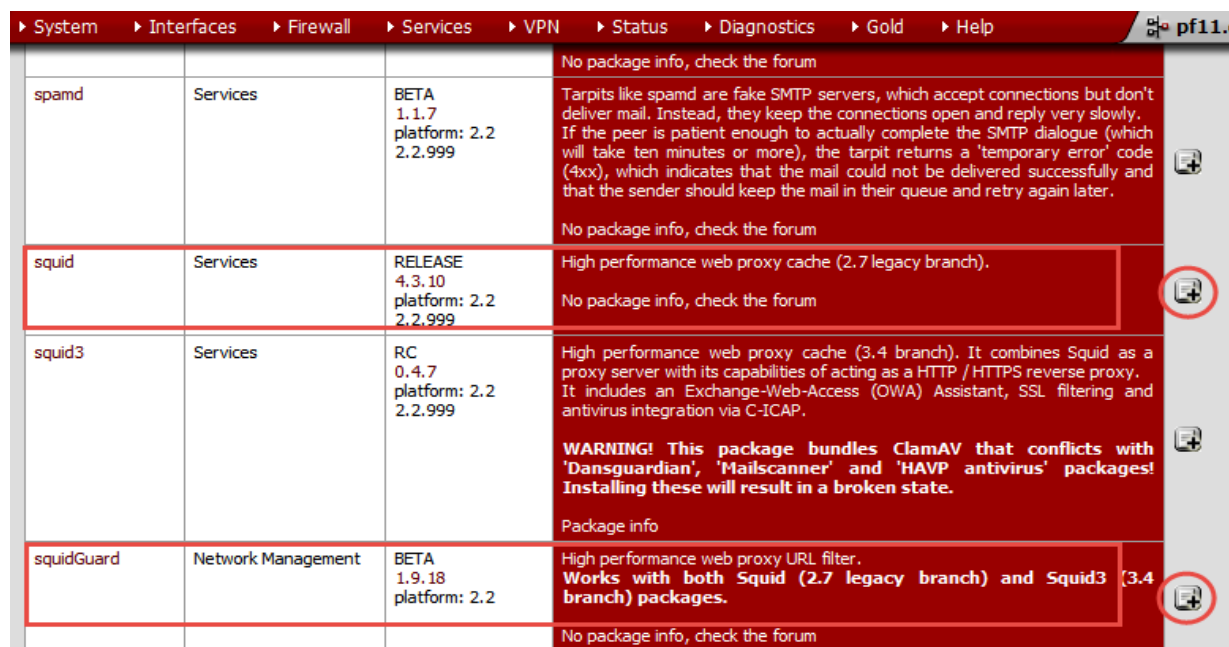 System Interfaces Firewall Services VPN Status Diagnostics Gold Help pf11.
No package info, check the forum
spamd Services BETA
1.1.7
platform: 2.2
2.2.999
Tarpits like spamd are fake SMTP servers, which accept connections but don't
deliver mail. Instead, they keep the connections open and reply very slowly.
If the peer is patient enough to actually complete the SMTP dialogue (which
will take ten minutes or more), the tarpit returns a 'temporary error' code
(4xx), which indicates that the mail could not be delivered successfully and
that the sender should keep the mail in their queue and retry again later.
No package info, check the forum
squid Services RELEASE
4.3.10
platform: 2.2
2.2.999
High performance web proxy cache (2.7 legacy branch).
No package info, check the forum
squid3 Services RC
0.4.7
platform: 2.2
2.2.999
High performance web proxy cache (3.4 branch). It combines Squid as a
proxy server with its capabilities of acting as a HTTP / HTTPS reverse proxy.
It includes an Exchange-Web-Access (OWA) Assistant, SSL filtering and
antivirus integration via C-ICAP.
WARNING! This package bundles ClamAV that conflicts with
'Dansguardian', 'Mailscanner' and 'HAVP antivirus' packages!
Installing these will result in a broken state.
Package info
squidGuard Network Management BETA
1.9.18
platform: 2.2
High performance web proxy URL filter.
Works with both Squid (2.7 legacy branch) and Squid3 (3.4
branch) packages.
No package info, check the forum